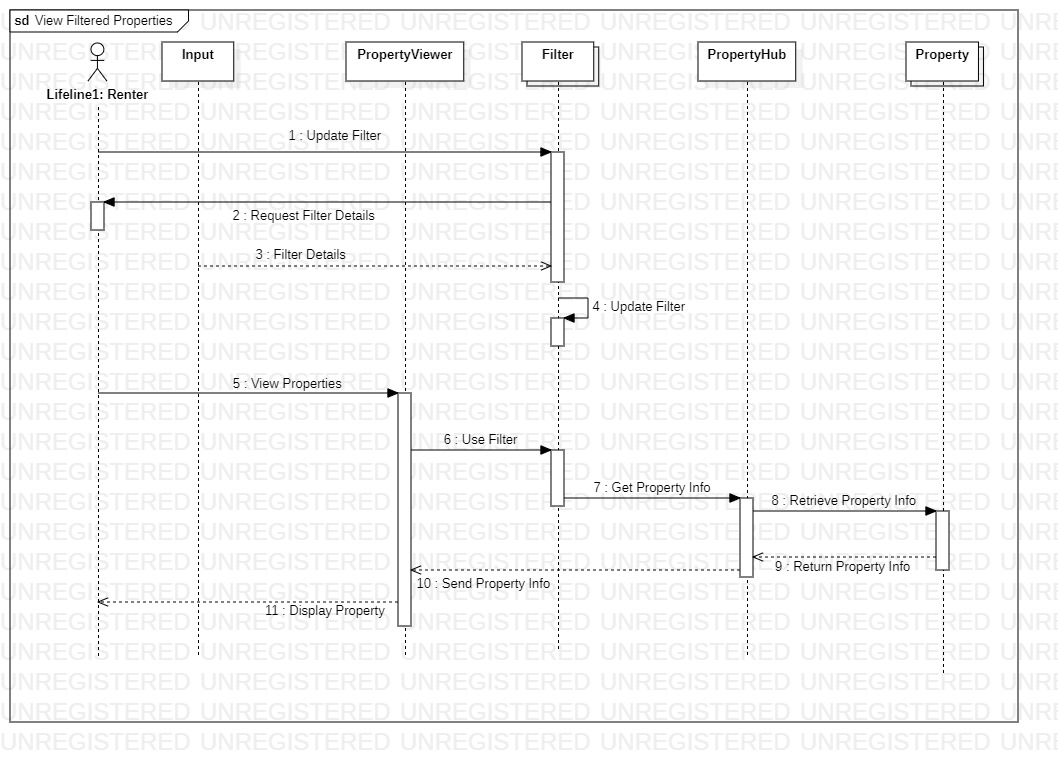 sd View Filtered Properties
Input
PropertyViewer
Filter
PropertyHub
Property
Lifeline1: Renter
1 : Update Filter
2 : Request Filter Details
3 : Filter Details
4 : Update Filter
5 : View Properties
6 : Use Filter
7 : Get Property Info
8 : Retrieve Property Info
9 : Return Property Info
10 : Send Property Info
11 : Display Property
UNREGISTERED UNREGISTERED UNREGISTERED UNREGISTERED UNREGISTERED